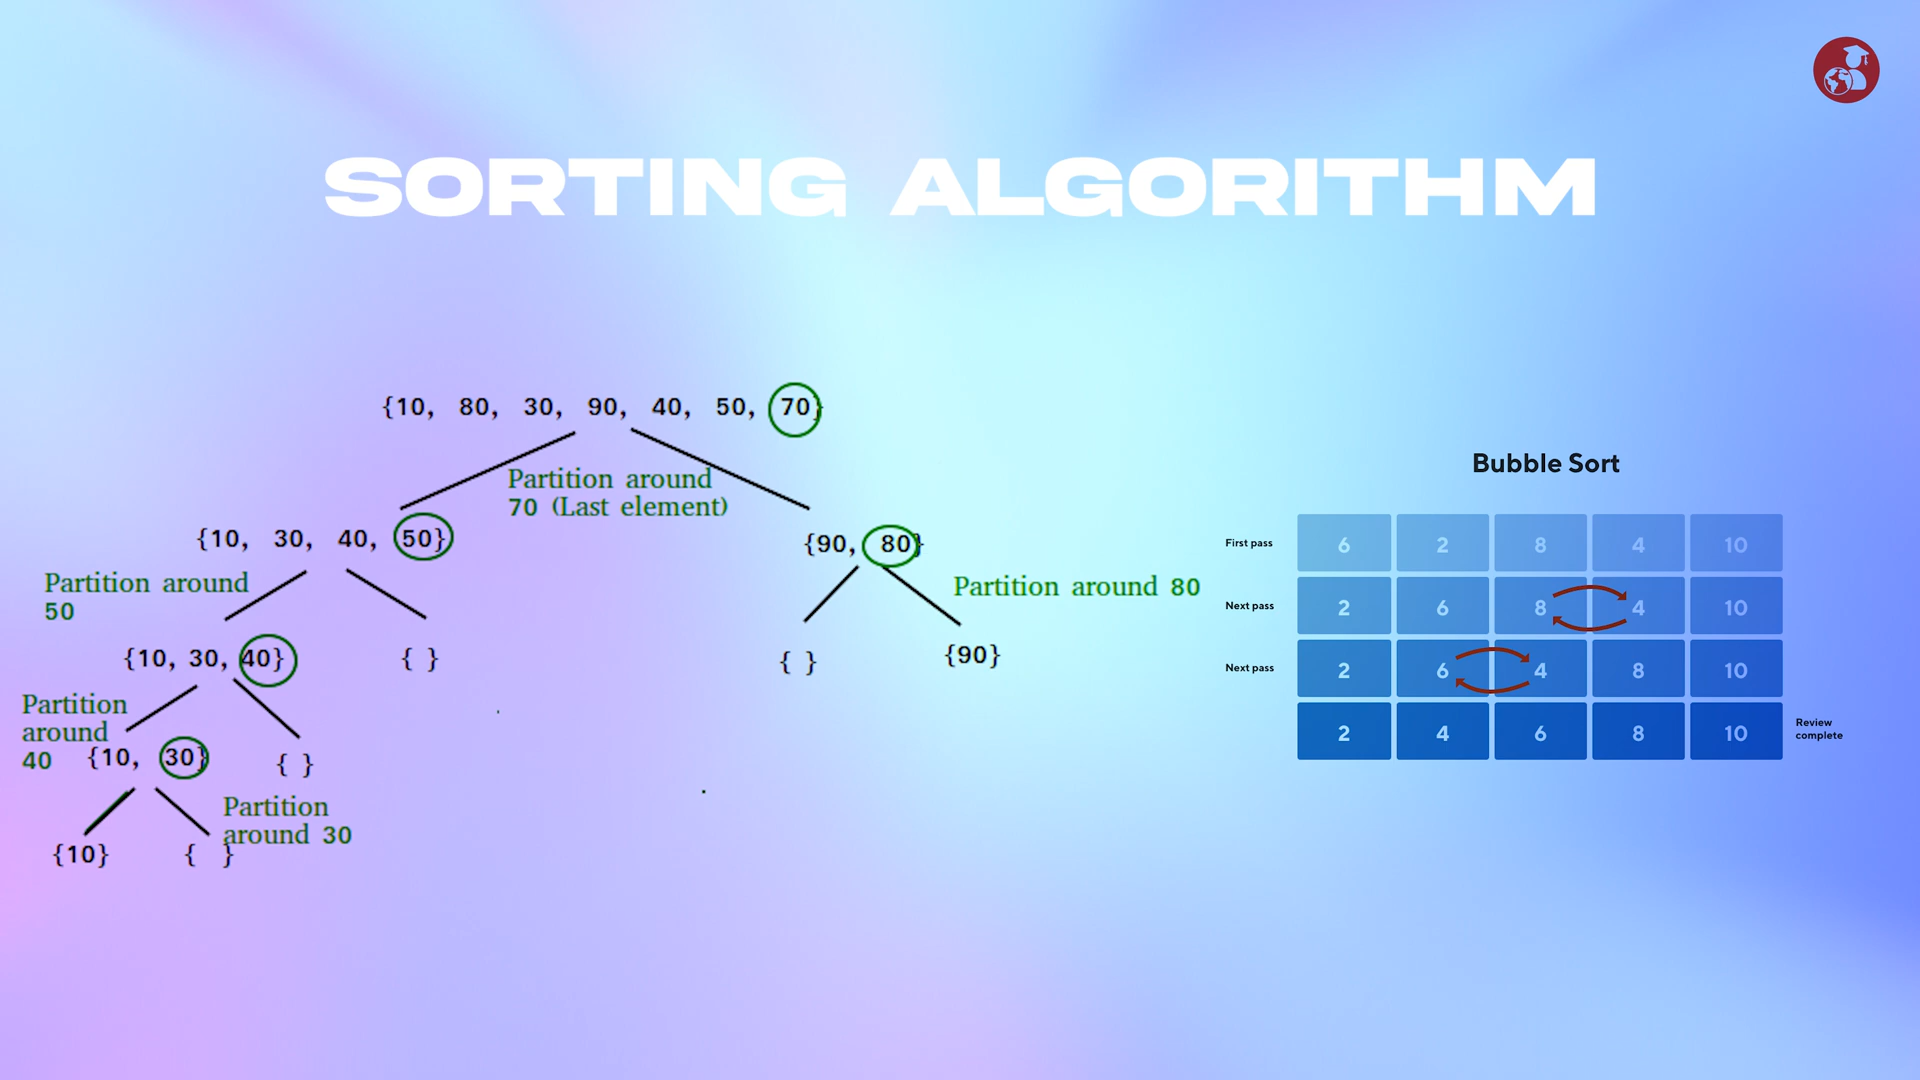 SORTING ALGORITHM
{10, 80, 30, 90, 40, 50, 70}
Partition around
70 (Last element)
{10, 30, 40, 50}
{90, 80}
Partition around
50
Partition around 80
{10, 30, 40}
{ }
{ }
{90}
Partition
around
40
{10, 30}
{ }
Partition
around 30
{10}
{ }
Bubble Sort
First pass
6 2 8 4 10
Next pass
2 6 8 4 10
Next pass
2 6 4 8 10
2 4 6 8 10
Review
complete